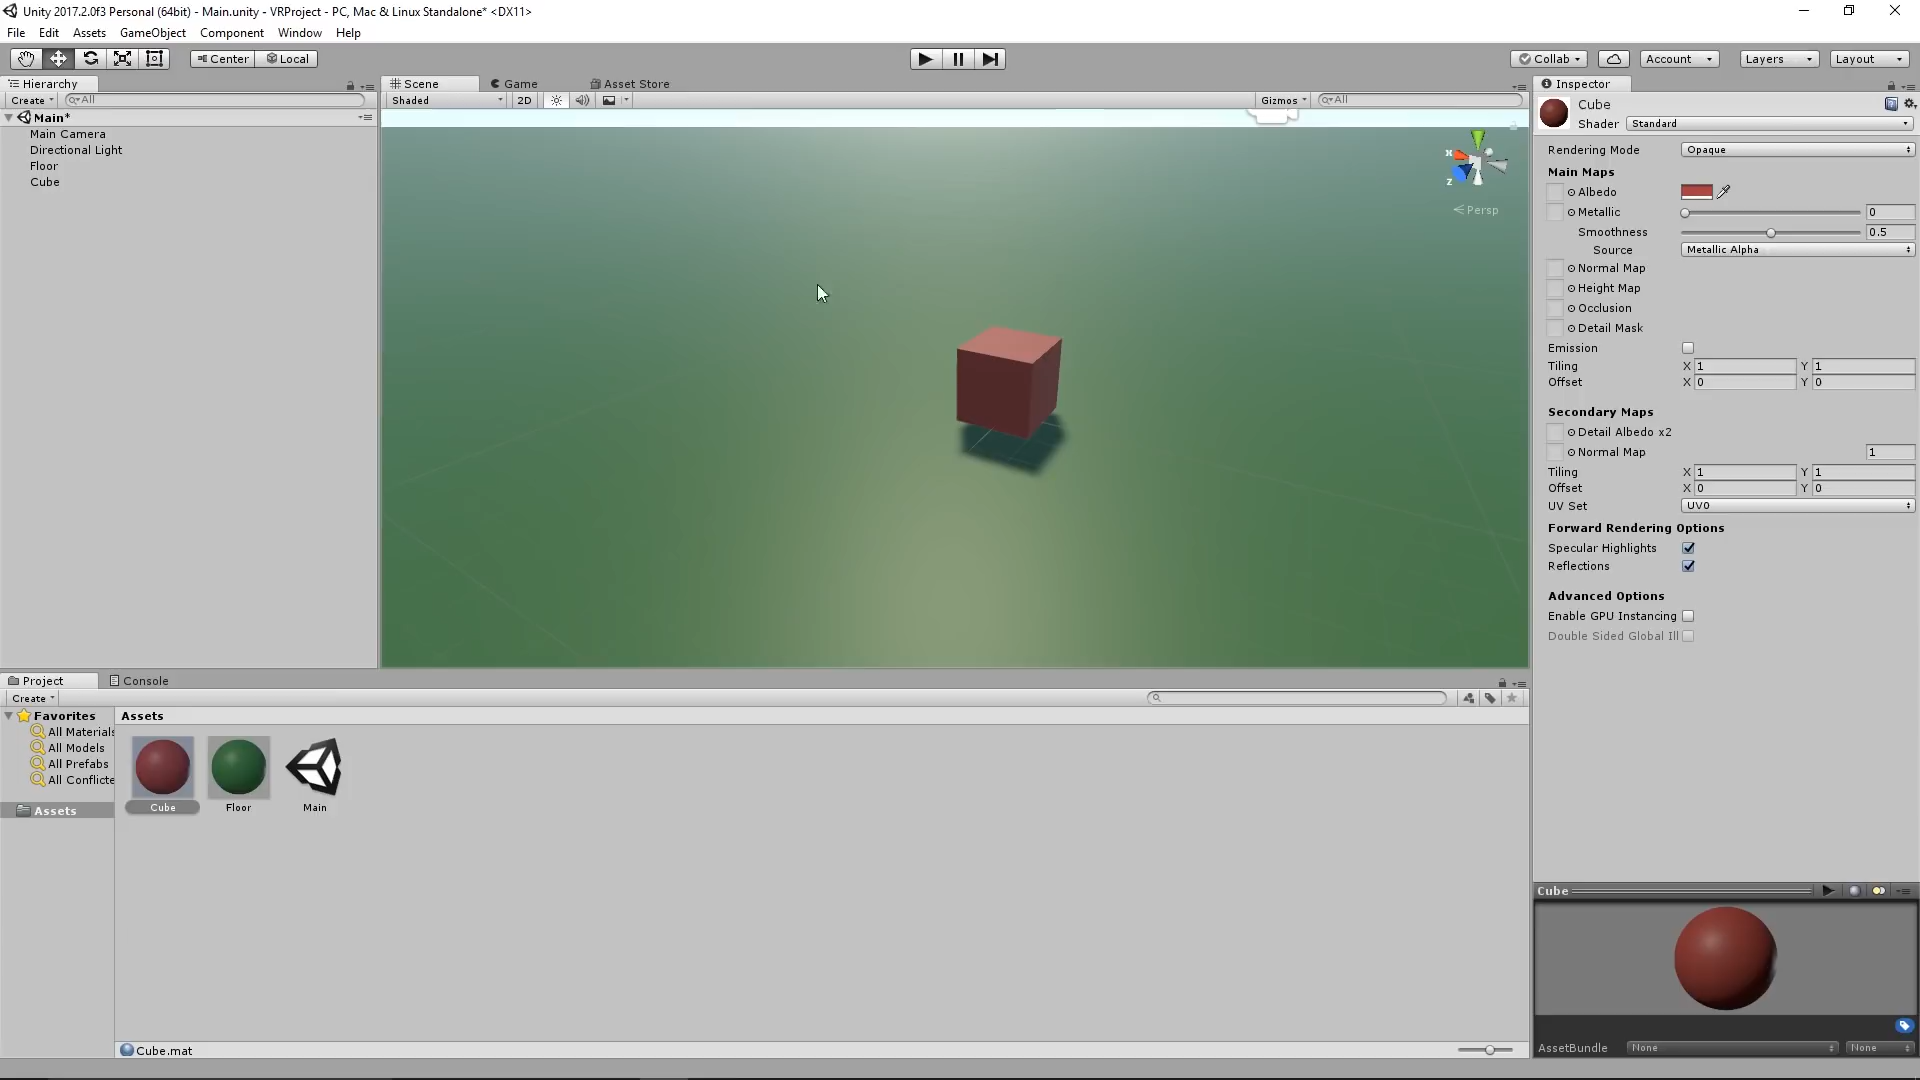 Unity 2017.2.0f3 Personal (64bit) - Main.unity - VRProject - PC, Mac & Linux Standalone* <DX11>
File Edit Assets GameObject Component Window Help
Center Local Collab Account Layers Layout
Hierarchy
Create All
Main*
Main Camera
Directional Light
Floor
Cube
Scene Game Asset Store
Shaded 2D Gizmos All
X
Z
Persp
Inspector
Cube
Shader Standard
Rendering Mode Opaque
Main Maps
Albedo
Metallic 0
Smoothness 0.5
Source Metallic Alpha
Normal Map
Height Map
Occlusion
Detail Mask
Emission
Tiling X 1 Y 1
Offset X 0 Y 0
Secondary Maps
Detail Albedo x2
Normal Map 1
Tiling X 1 Y 1
Offset X 0 Y 0
UV Set UV0
Forward Rendering Options
Specular Highlights
Reflections
Advanced Options
Enable GPU Instancing
Double Sided Global Ill
Project Console
Create
Favorites
All Materials
All Models
All Prefabs
All Conflicte
Assets
Assets
Cube Floor Main
Cube.mat
Cube
AssetBundle None None